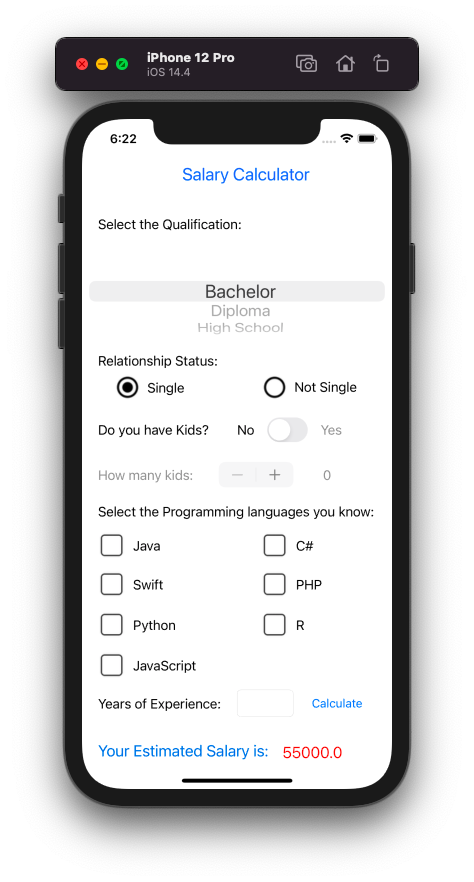 iPhone 12 Pro
iOS 14.4
6:22
Salary Calculator
Select the Qualification:
Bachelor
Diploma
High School
Relationship Status:
Single Not Single
Do you have Kids? No Yes
How many kids: 0
Select the Programming languages you know:
Java C#
Swift PHP
Python R
JavaScript
Years of Experience: Calculate
Your Estimated Salary is: 55000.0